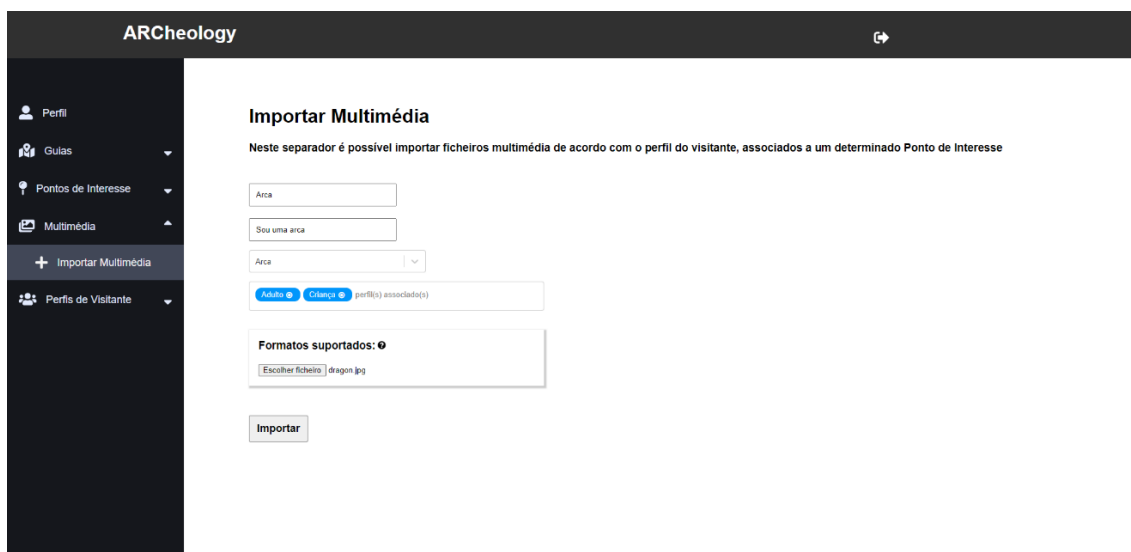 ARCheology
Perfil
Guias
Pontos de Interesse
Multimédia
Importar Multimédia
Perfis de Visitante
Importar Multimédia
Neste separador é possível importar ficheiros multimédia de acordo com o perfil do visitante, associados a um determinado Ponto de Interesse
Arca
Sou uma arca
Arca
Adulto Criança perfil(s) associado(s)
Formatos suportados:
Escolher ficheiro dragon.jpg
Importar